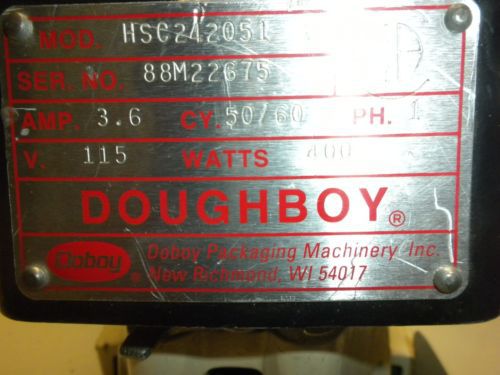 MOD. HSC242051
SER. NO. 88M22675
AMP. 3.6 CY. 50/60 PH. 1
V. 115 WATTS 400
DOUGHBOY®
Doboy ® Doboy Packaging Machinery Inc.
New Richmond, WI 54017